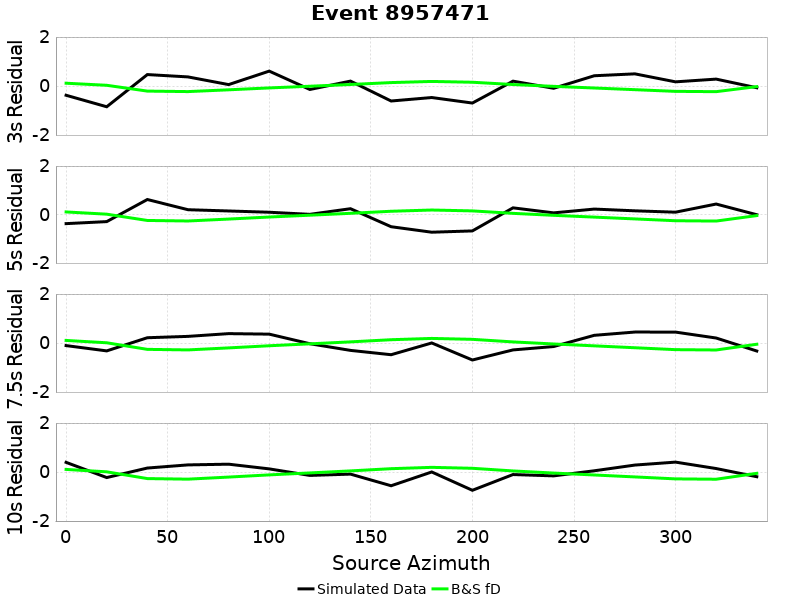 Event 8957471
3s Residual
2
0
-2
5s Residual
2
0
-2
7.5s Residual
2
0
-2
10s Residual
2
0
-2
0 50 100 150 200 250 300
Source Azimuth
Simulated Data B&S fD